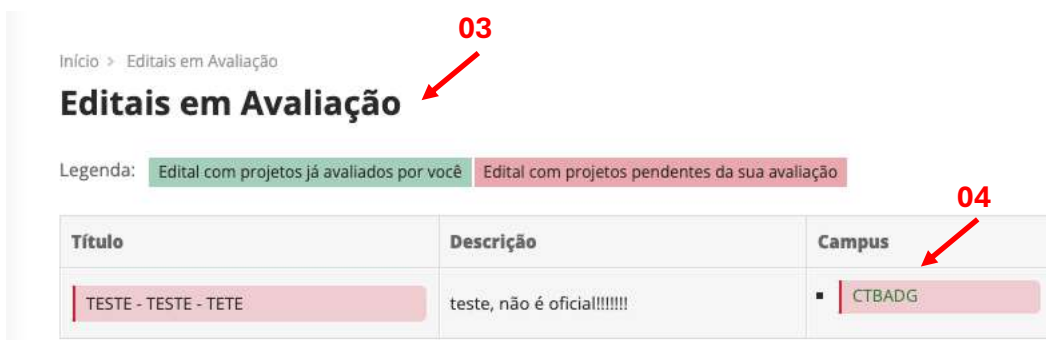 03
Início > Editais em Avaliação
Editais em Avaliação
Legenda: Edital com projetos já avaliados por você Edital com projetos pendentes da sua avaliação
04
Título Descrição Campus
TESTE - TESTE - TETE teste, não é oficial!!!!!!! CTBADG